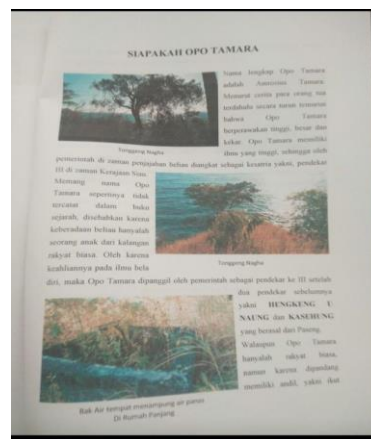 SIAPAKAH OPO TAMARA
Nama lengkap Opo Tamara
adalah Tamara.
Menurut cerita para orang tua
terdahulu secara turun temurun
bahwa Opo Tamara
berperawakan tinggi, besar dan
kekar. Opo Tamara memiliki
ilmu yang tinggi, sehingga oleh
Tonggeng Nagha
pemerintah di zaman penjajahan beliau diangkat sebagai kesatria yakni, pendekar
III di zaman Kerajaan
Memang nama Opo
Tamara sepertinya tidak
tercatat dalam buku
sejarah, disebabkan karena
keberadaan beliau hanyalah
seorang anak dari kalangan
rakyat biasa. Oleh karena
keahliannya pada ilmu bela
Tonggeng Nagha
diri, maka Opo Tamara dipanggil oleh pemerintah sebagai pendekar ke III setelah
dua pendekar sebelumnya
yakni HENGKENG U
NAUNG dan KASEHUNG
yang berasal dari
Walaupun Opo Tamara
hanyalah rakyat biasa,
namun karena dipandang
memiliki andil, yakni ikut
Bak Air tempat menampung air panas
Di Rumah Panjang